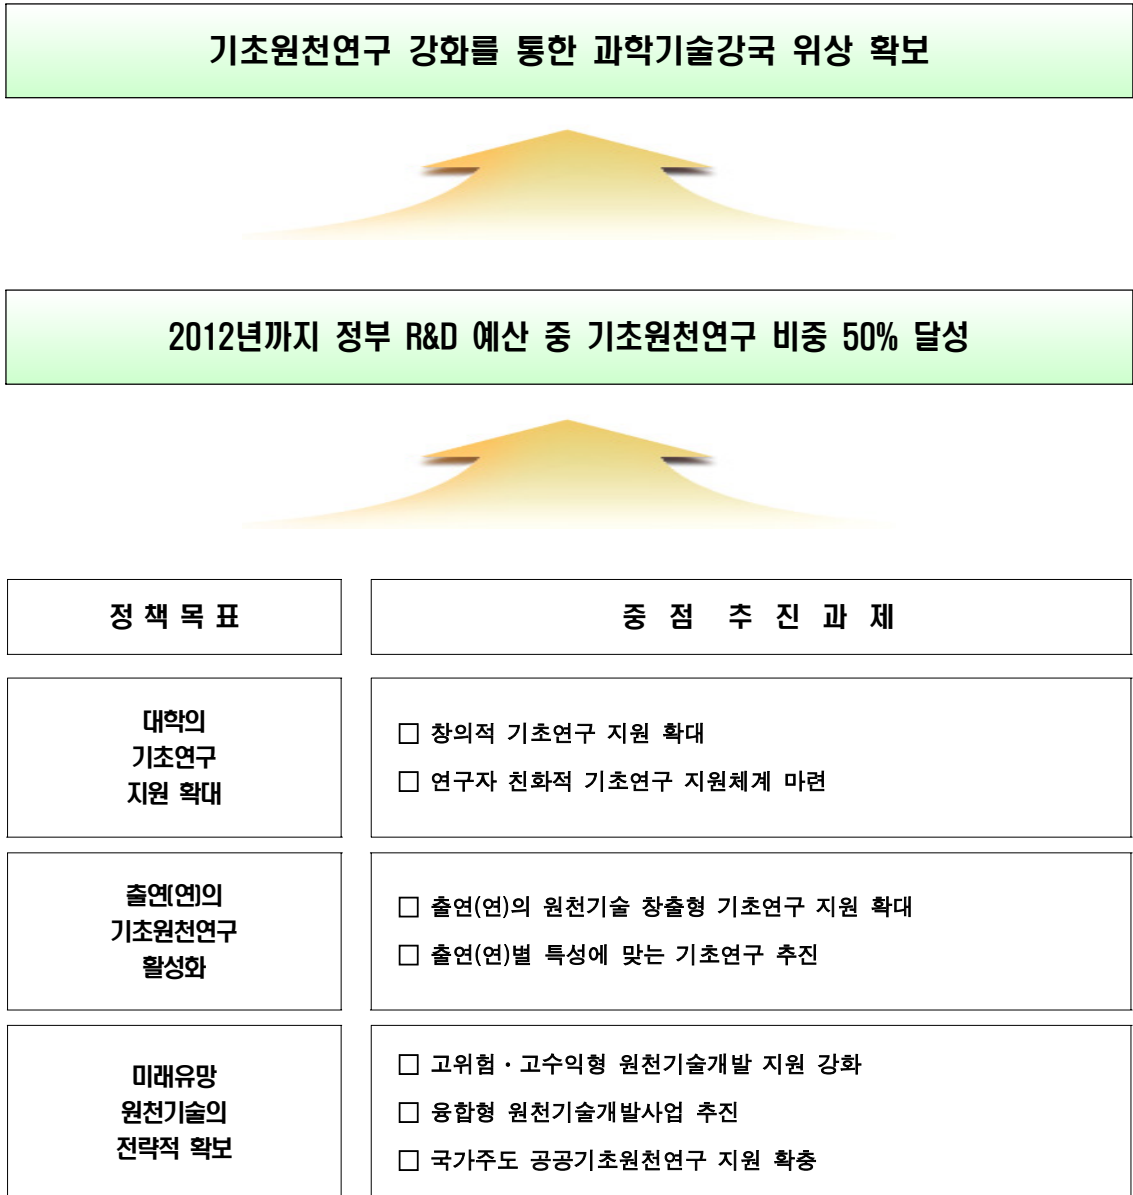 기초원천연구 강화를 통한 과학기술강국 위상 확보
2012년까지 정부 R&D 예산 중 기초원천연구 비중 50% 달성
정 책 목 표
중 점 추 진 과 제
대학의
기초연구
지원 확대
□ 창의적 기초연구 지원 확대
□ 연구자 친화적 기초연구 지원체계 마련
출연(연)의
기초원천연구
활성화
□ 출연(연)의 원천기술 창출형 기초연구 지원 확대
□ 출연(연)별 특성에 맞는 기초연구 추진
미래유망
원천기술의
전략적 확보
□ 고위험·고수익형 원천기술개발 지원 강화
□ 융합형 원천기술개발사업 추진
□ 국가주도 공공기초원천연구 지원 확충